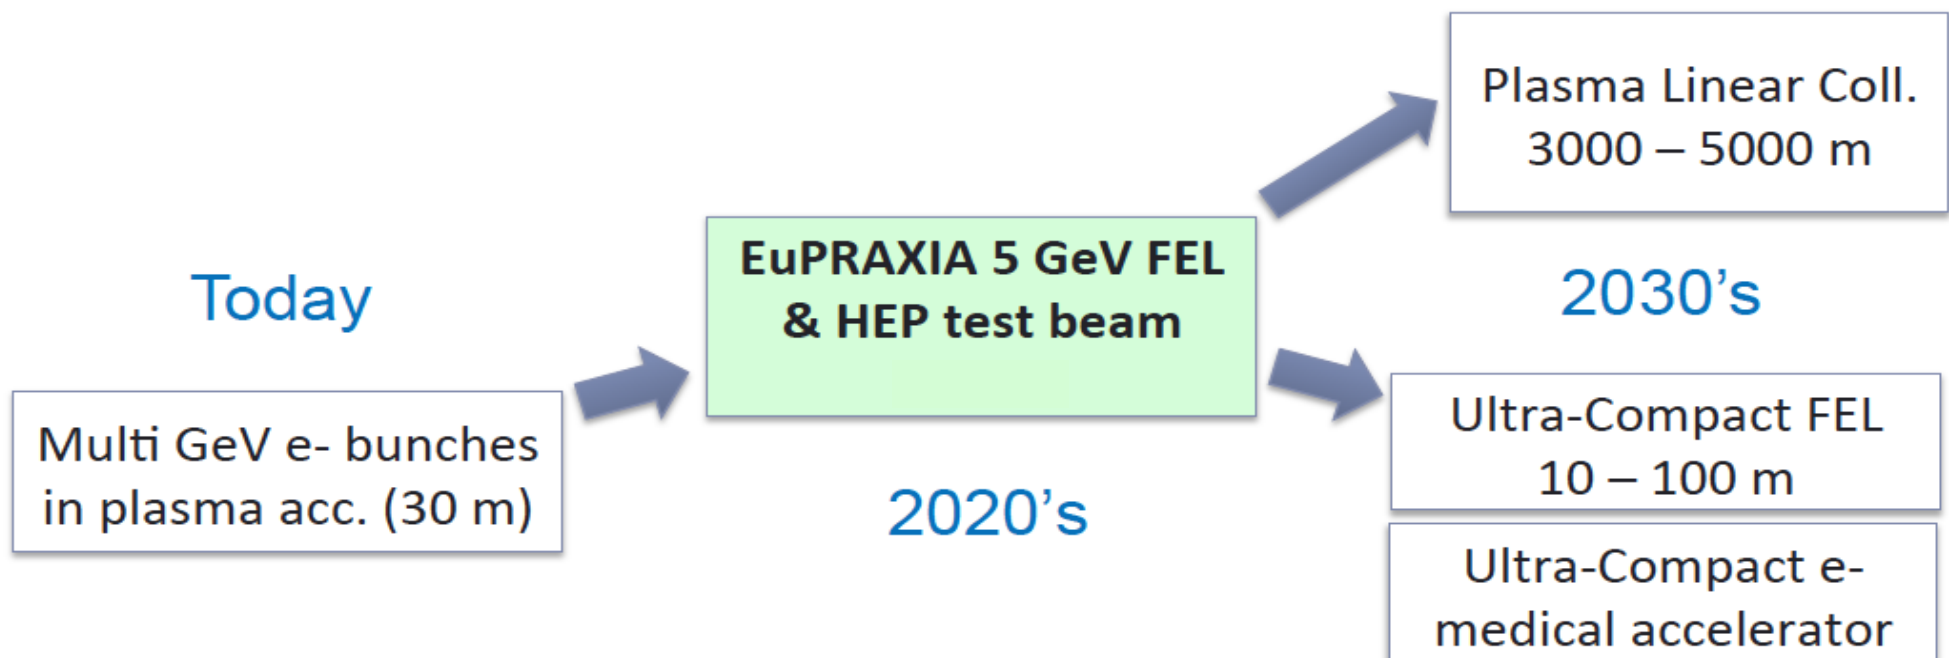 Today
Multi GeV e- bunches
in plasma acc. (30 m)
EuPRAXIA 5 GeV FEL
& HEP test beam
2020’s
Plasma Linear Coll.
3000 – 5000 m
2030’s
Ultra-Compact FEL
10 – 100 m
Ultra-Compact e-
medical accelerator